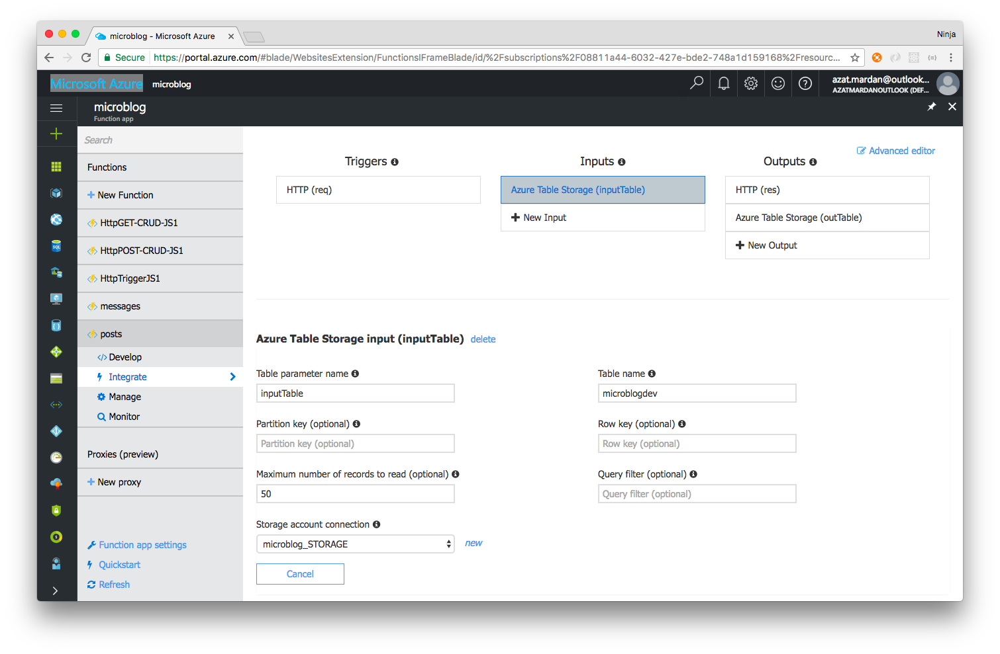 microblog - Microsoft Azure
Ninja
Secure https://portal.azure.com/#blade/WebsitesExtension/FunctionsIFrameBlade/id/%2Fsubscriptions%2F08811a44-6032-427e-bde2-748a1d159168%2Fresourc...
Microsoft Azure microblog
azat.mardan@outlook...
AZATMARDANOUTLOOK (DEF...
microblog
Function app
Search
Functions
New Function
HttpGET-CRUD-JS1
HttpPOST-CRUD-JS1
HttpTriggerJS1
messages
posts
</> Develop
Integrate
Manage
Monitor
Proxies (preview)
New proxy
Function app settings
Quickstart
Refresh
Advanced editor
Triggers
HTTP (req)
Inputs
Azure Table Storage (inputTable)
New Input
Outputs
HTTP (res)
Azure Table Storage (outTable)
New Output
Azure Table Storage input (inputTable) delete
Table parameter name
inputTable
Table name
microblogdev
Partition key (optional)
Partition key (optional)
Row key (optional)
Row key (optional)
Maximum number of records to read (optional)
50
Query filter (optional)
Query filter (optional)
Storage account connection
microblog_STORAGE
new
Cancel
SQL